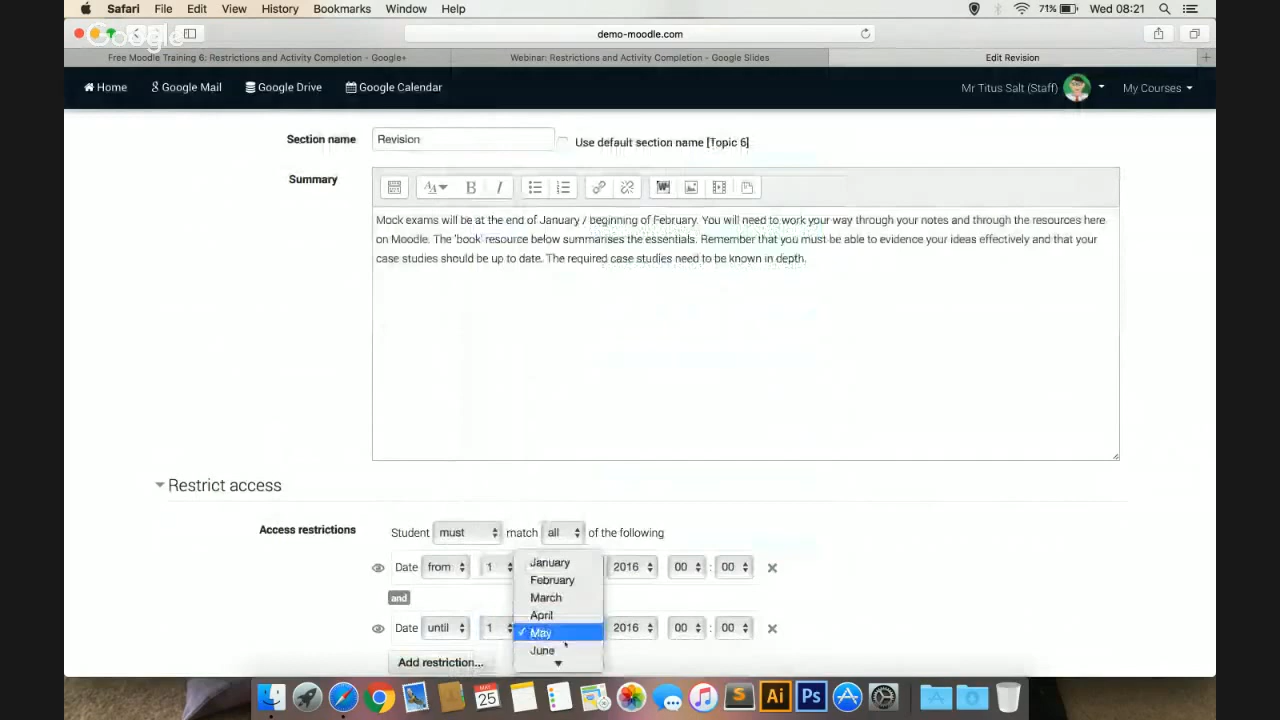 Safari File Edit View History Bookmarks Window Help 71% Wed 08:21
Google
demo-moodle.com
Free Moodle Training 6: Restrictions and Activity Completion - Google+ Webinar: Restrictions and Activity Completion - Google Slides Edit Revision
Home Google Mail Google Drive Google Calendar Mr Titus Salt (Staff) My Courses
Section name Revision Use default section name [Topic 6]
Summary
Mock exams will be at the end of January / beginning of February. You will need to work your way through your notes and through the resources here
on Moodle. The 'book' resource below summarises the essentials. Remember that you must be able to evidence your ideas effectively and that your
case studies should be up to date. The required case studies need to be known in depth.
Restrict access
Access restrictions Student must match all of the following
January
Date from 1 2016 00 : 00
February
and March
April
Date until 1 May 2016 00 : 00
June
Add restriction...
MAY
25
S Ai Ps